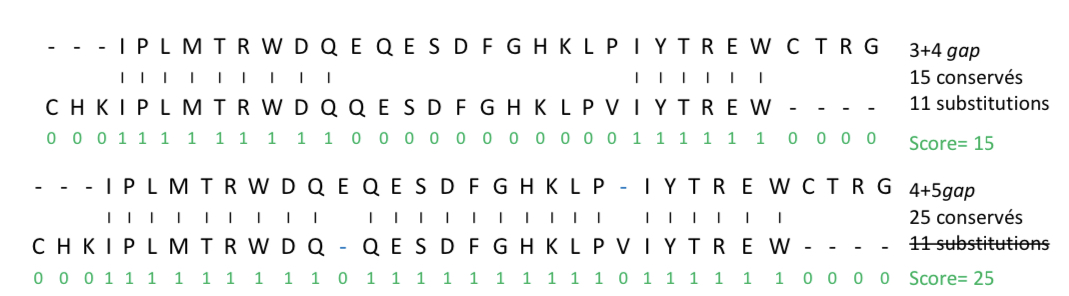 - - - I P L M T R W D Q E Q E S D F G H K L P I Y T R E W C T R G 3+4 gap
| | | | | | | | | | | | | | | 15 conservés
C H K I P L M T R W D Q Q E S D F G H K L P V I Y T R E W - - - - 11 substitutions
0 0 0 1 1 1 1 1 1 1 1 1 0 0 0 0 0 0 0 0 0 0 0 1 1 1 1 1 1 0 0 0 0 Score= 15
- - - I P L M T R W D Q E Q E S D F G H K L P - I Y T R E W C T R G 4+5gap
| | | | | | | | | | | | | | | | | | | | | | | | | 25 conservés
C H K I P L M T R W D Q - Q E S D F G H K L P V I Y T R E W - - - - 11 substitutions
0 0 0 1 1 1 1 1 1 1 1 1 0 1 1 1 1 1 1 1 1 1 1 0 1 1 1 1 1 1 0 0 0 0 Score= 25